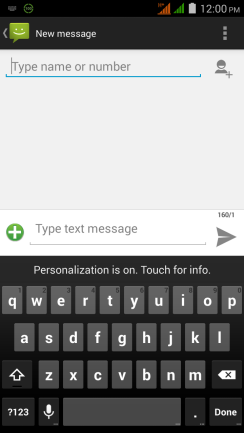 12:00 PM
New message
Type name or number
160/1
Type text message
Personalization is on. Touch for info.
q w e r t y u i o p
a s d f g h j k l
z x c v b n m
?123 . Done